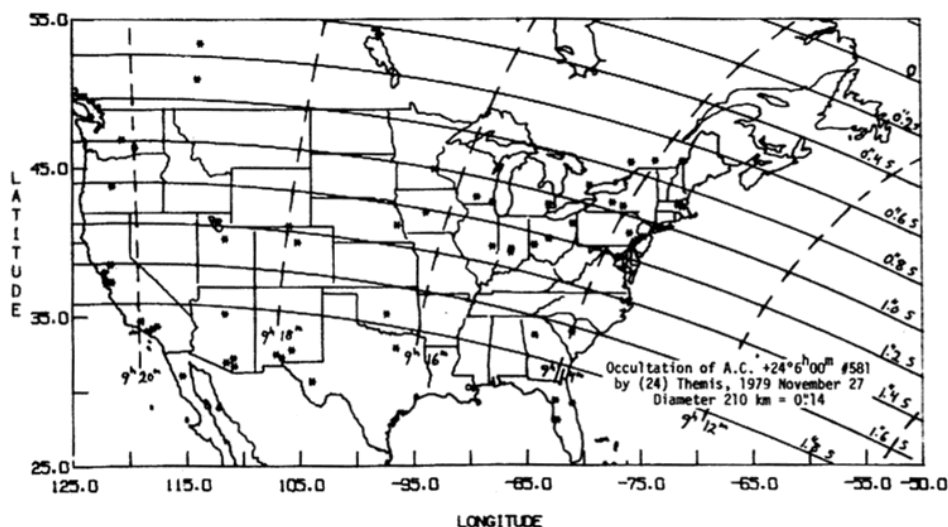 55.0
45.0
35.0
25.0
LATITUDE
0
0".2 S
0".4 S
0".6 S
0".8 S
1".0 S
1".2 S
1".4 S
1".6 S
1".8 S
9h 20m
9h 18m
9h 16m
9h 12m
Occultation of A.C. +24°6h00m #581
by (24) Themis, 1979 November 27
Diameter 210 km = 0".14
125.0 115.0 105.0 -95.0 -85.0 -75.0 -65.0 -55.0 -50.0
LONGITUDE